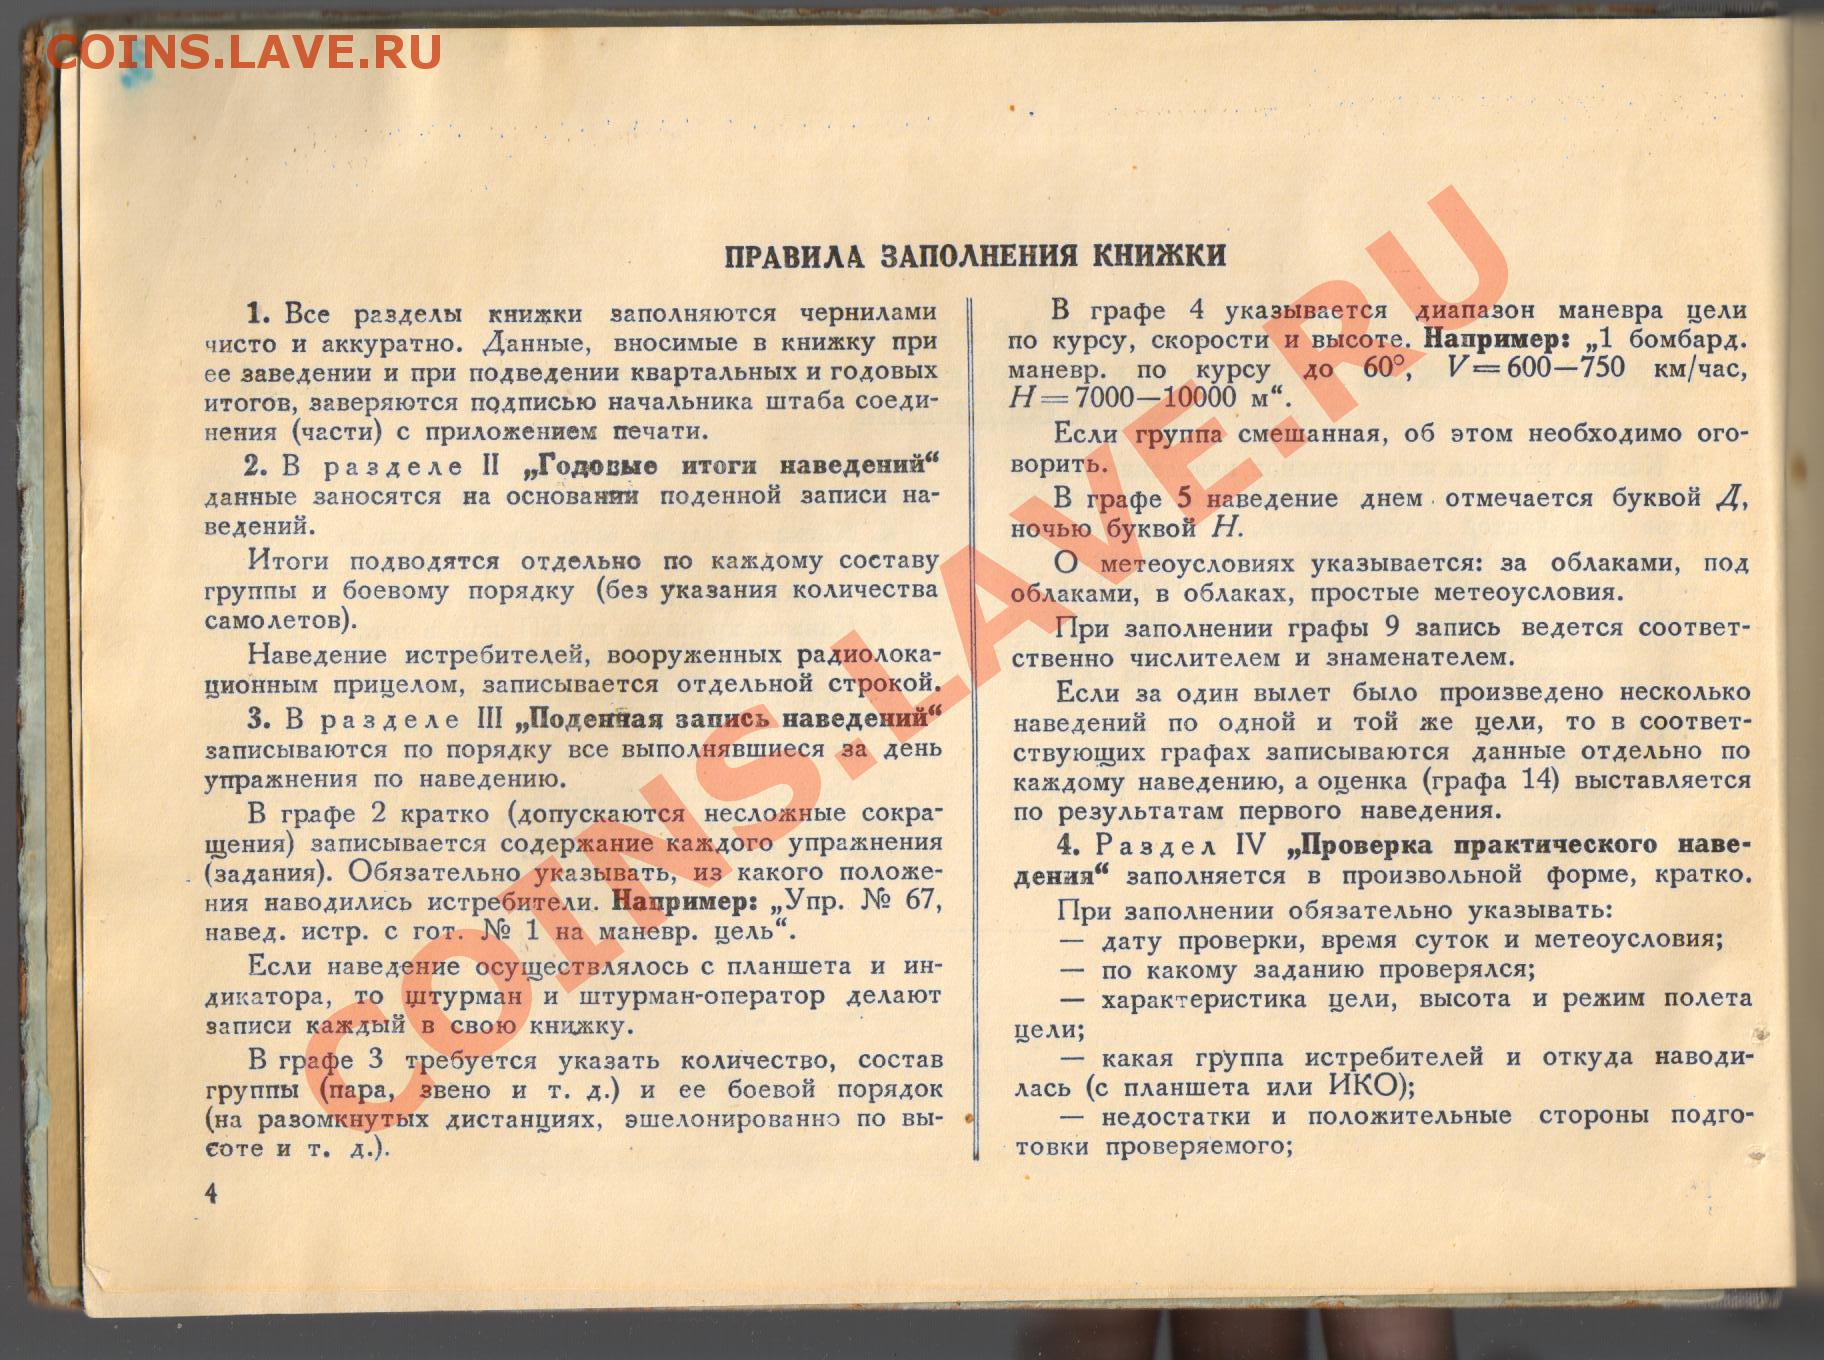 COINS.LAVE.RU
ПРАВИЛА ЗАПОЛНЕНИЯ КНИЖКИ
1. Все разделы книжки заполняются чернилами
чисто и аккуратно. Данные, вносимые в книжку при
ее заведении и при подведении квартальных и годовых
итогов, заверяются подписью начальника штаба соеди-
нения (части) с приложением печати.
2. В разделе II „Годовые итоги наведений“
данные заносятся на основании поденной записи на-
ведений.
Итоги подводятся отдельно по каждому составу
группы и боевому порядку (без указания количества
самолетов).
Наведение истребителей, вооруженных радиолока-
ционным прицелом, записывается отдельной строкой.
3. В разделе III „Поденная запись наведений“
записываются по порядку все выполнявшиеся за день
упражнения по наведению.
В графе 2 кратко (допускаются несложные сокра-
щения) записывается содержание каждого упражнения
(задания). Обязательно указывать, из какого положе-
ния наводились истребители. Например: „Упр. № 67,
навед. истр. с гот. № 1 на маневр. цель“.
Если наведение осуществлялось с планшета и ин-
дикатора, то штурман и штурман-оператор делают
записи каждый в свою книжку.
В графе 3 требуется указать количество, состав
группы (пара, звено и т. д.) и ее боевой порядок
(на разомкнутых дистанциях, эшелонированно по вы-
соте и т. д.).
4
В графе 4 указывается диапазон маневра цели
по курсу, скорости и высоте. Например: „1 бомбард.
маневр. по курсу до 60°, V=600—750 км/час,
H=7000—10000 м“.
Если группа смешанная, об этом необходимо ого-
ворить.
В графе 5 наведение днем отмечается буквой Д,
ночью буквой Н.
О метеоусловиях указывается: за облаками, под
облаками, в облаках, простые метеоусловия.
При заполнении графы 9 запись ведется соответ-
ственно числителем и знаменателем.
Если за один вылет было произведено несколько
наведений по одной и той же цели, то в соответ-
ствующих графах записываются данные отдельно по
каждому наведению, а оценка (графа 14) выставляется
по результатам первого наведения.
4. Раздел IV „Проверка практического наве-
дения“ заполняется в произвольной форме, кратко.
При заполнении обязательно указывать:
— дату проверки, время суток и метеоусловия;
— по какому заданию проверялся;
— характеристика цели, высота и режим полета
цели;
— какая группа истребителей и откуда наводи-
лась (с планшета или ИКО);
— недостатки и положительные стороны подго-
товки проверяемого;
COINS.LAVE.RU